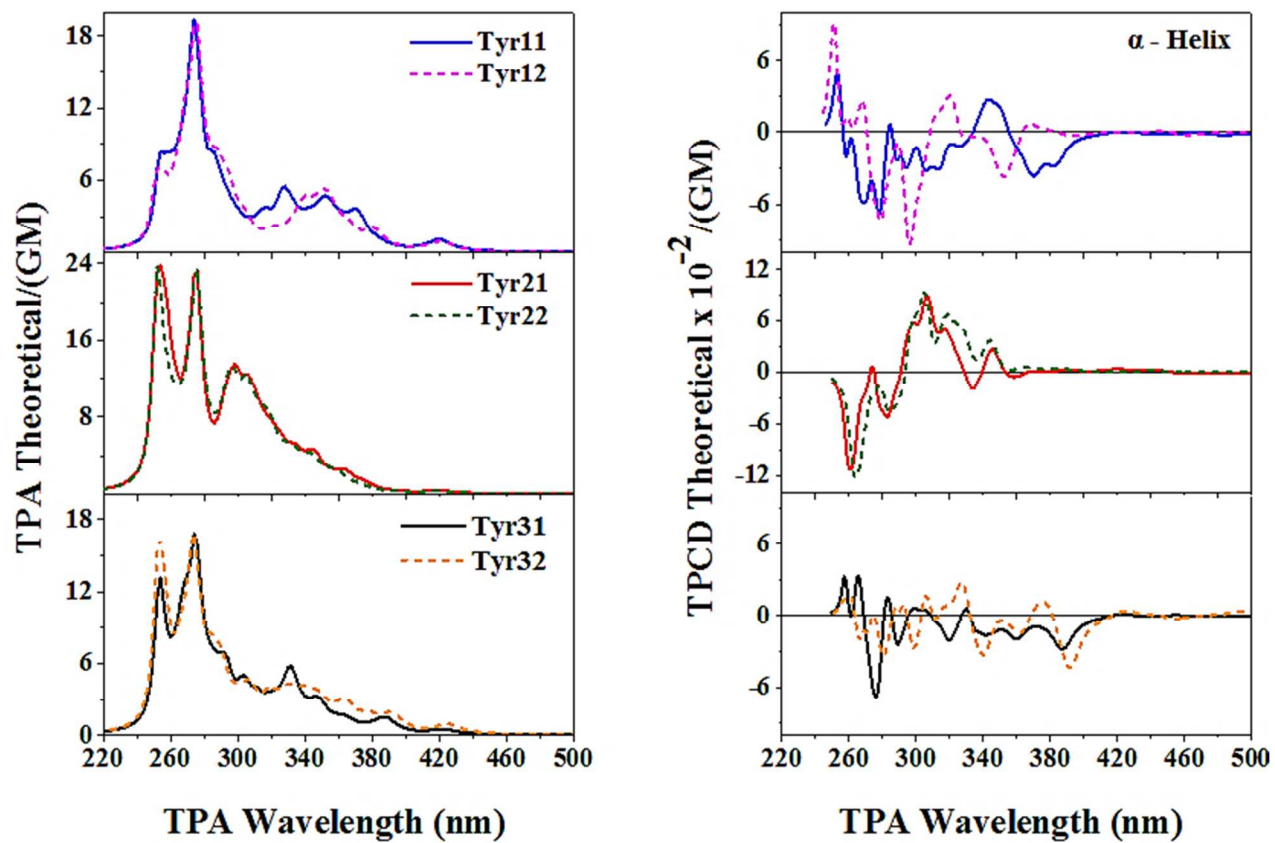 TPA Theoretical/(GM)
18
12
6
Tyr11
Tyr12
24
16
8
Tyr21
Tyr22
18
12
6
0
Tyr31
Tyr32
220 260 300 340 380 420 460 500
TPA Wavelength (nm)
TPCD Theoretical x 10⁻² /(GM)
α - Helix
6
0
-6
12
6
0
-6
-12
6
0
-6
220 260 300 340 380 420 460 500
TPA Wavelength (nm)